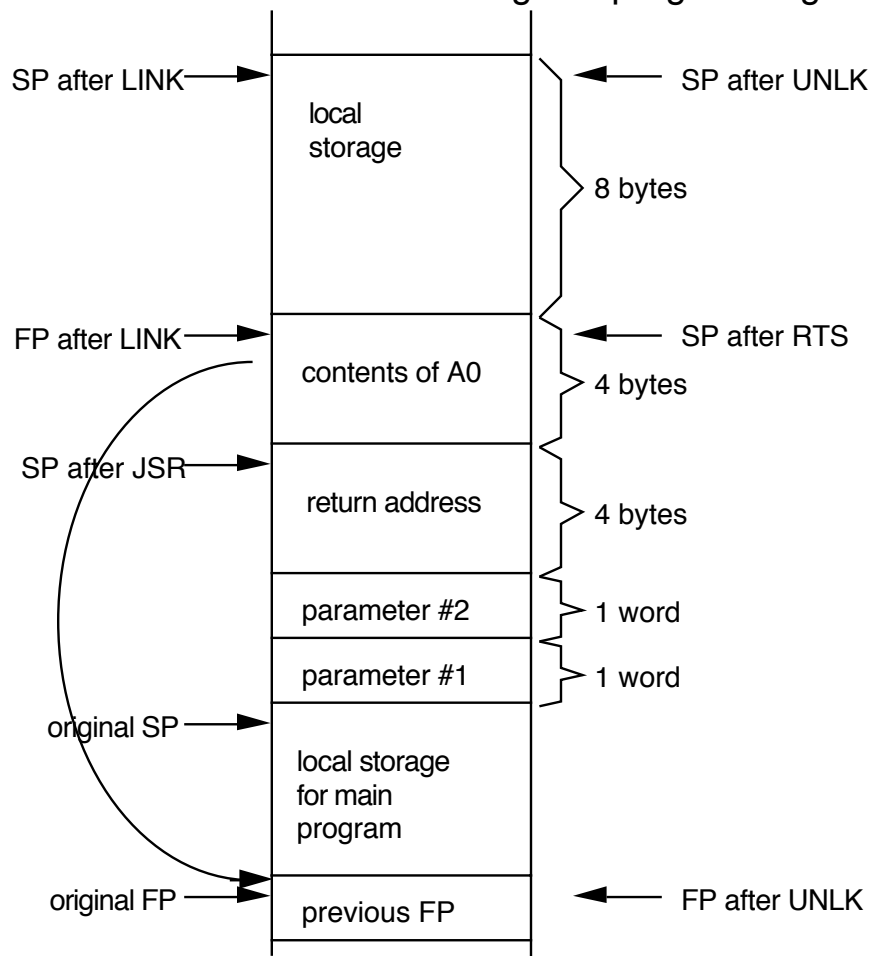 SP after LINK
SP after UNLK
local
storage
8 bytes
FP after LINK
SP after RTS
contents of A0
4 bytes
SP after JSR
return address
4 bytes
parameter #2
1 word
parameter #1
1 word
original SP
local storage
for main
program
original FP
previous FP
FP after UNLK